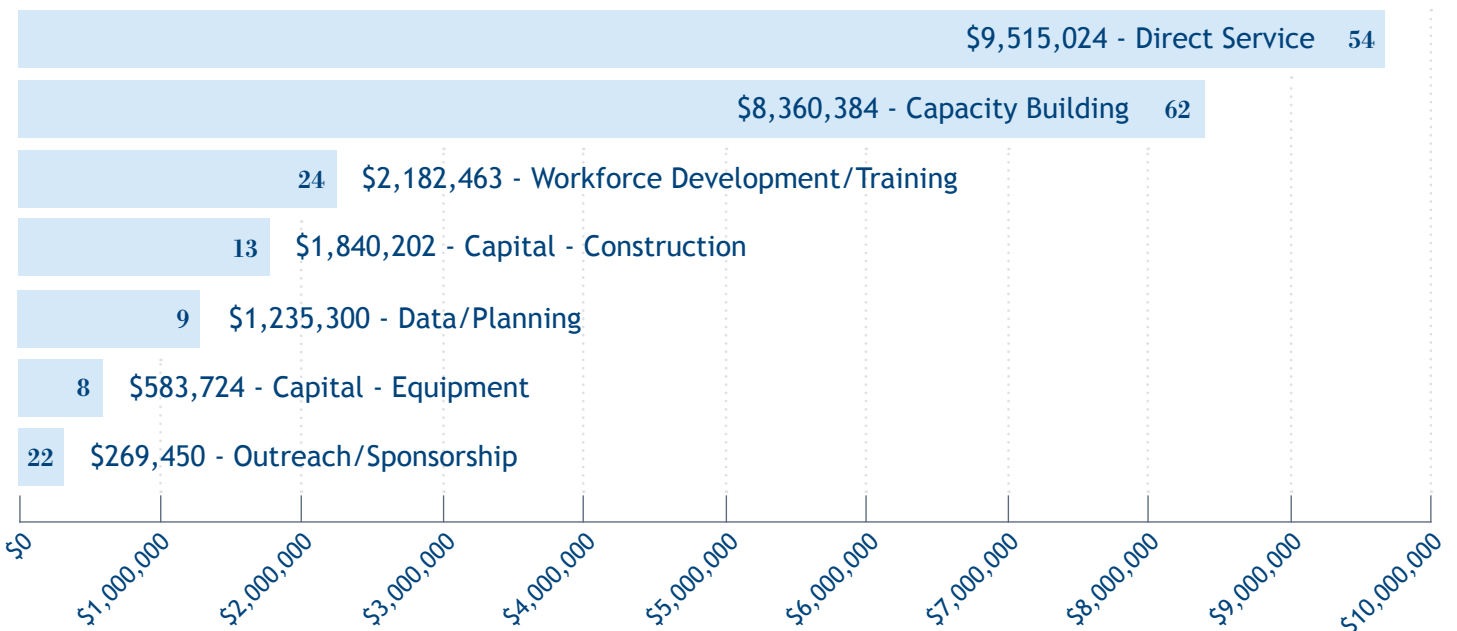 $9,515,024 - Direct Service 54
$8,360,384 - Capacity Building 62
24 $2,182,463 - Workforce Development/Training
13 $1,840,202 - Capital - Construction
9 $1,235,300 - Data/Planning
8 $583,724 - Capital - Equipment
22 $269,450 - Outreach/Sponsorship
$0 $1,000,000 $2,000,000 $3,000,000 $4,000,000 $5,000,000 $6,000,000 $7,000,000 $8,000,000 $9,000,000 $10,000,000